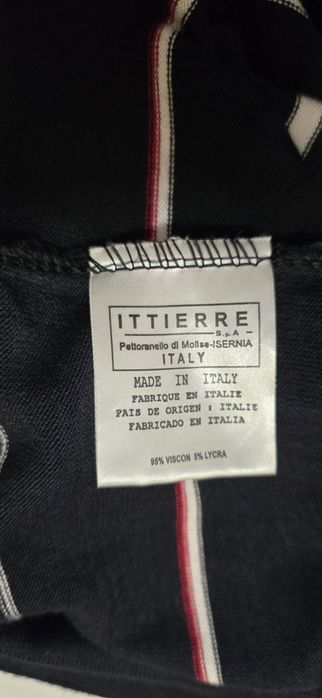 ITTIERRE
S.p.A
Pettoranello di Molise-ISERNIA
ITALY
MADE IN ITALY
FABRIQUE EN ITALIE
PAIS DE ORIGEN : ITALIE
FABRICADO EN ITALIA
95% VISCON 5% LYCRA